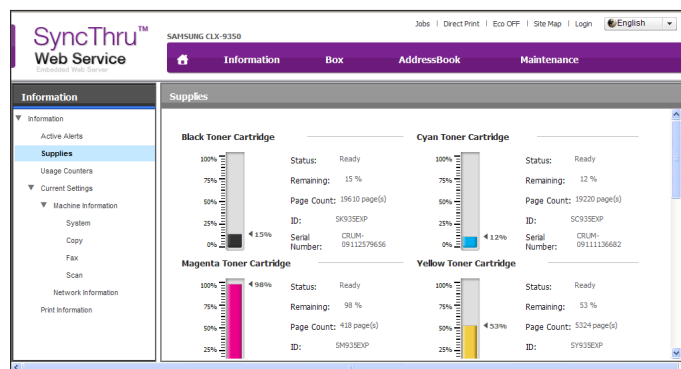 Jobs | Direct Print | Eco OFF | Site Map | Login English
SyncThru™
Web Service
Embedded Web Server
SAMSUNG CLX-9350
Information Box AddressBook Maintenance
Information
Information
Active Alerts
Supplies
Usage Counters
Current Settings
Machine Information
System
Copy
Fax
Scan
Network Information
Print Information
Supplies
Black Toner Cartridge
100%
75%
50%
25%
0%
15%
Status: Ready
Remaining: 15 %
Page Count: 19610 page(s)
ID: SK935EXP
Serial Number: CRUM-09112579656
Cyan Toner Cartridge
100%
75%
50%
25%
0%
12%
Status: Ready
Remaining: 12 %
Page Count: 19220 page(s)
ID: SC935EXP
Serial Number: CRUM-09111136682
Magenta Toner Cartridge
100%
75%
50%
25%
98%
Status: Ready
Remaining: 98 %
Page Count: 418 page(s)
ID: SM935EXP
Yellow Toner Cartridge
100%
75%
50%
25%
53%
Status: Ready
Remaining: 53 %
Page Count: 5324 page(s)
ID: SY935EXP